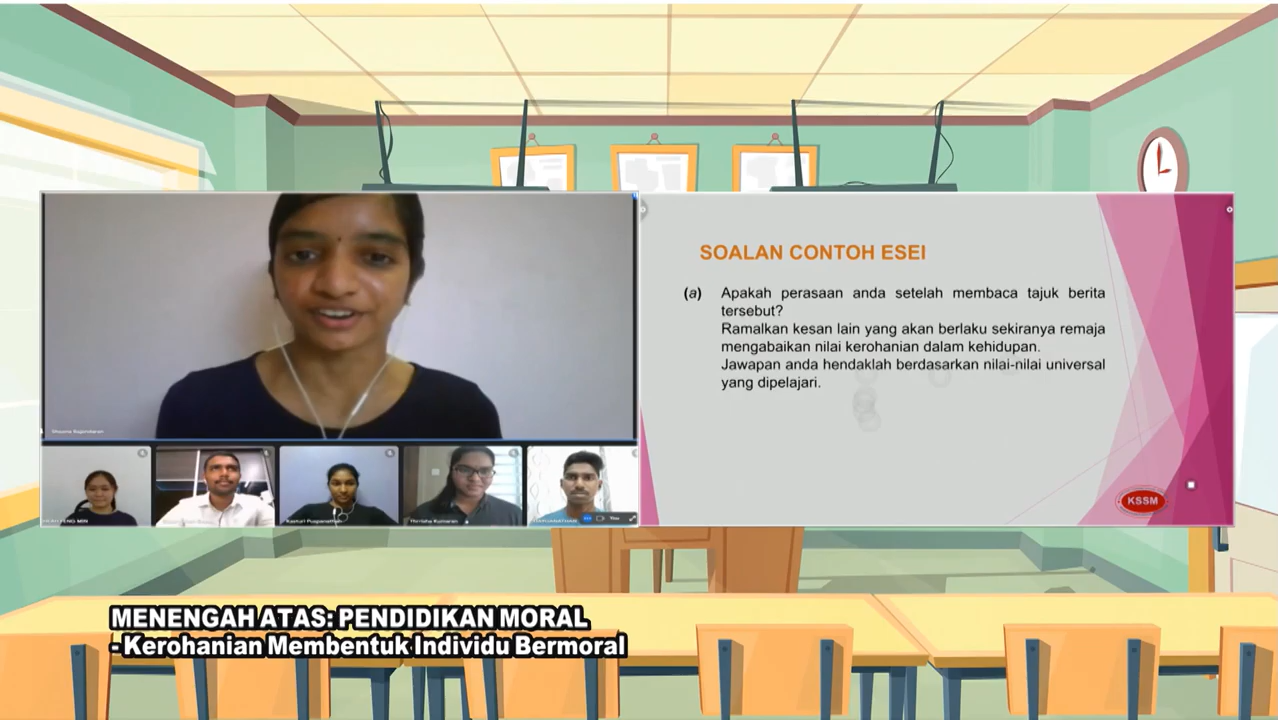 SOALAN CONTOH ESEI
(a) Apakah perasaan anda setelah membaca tajuk berita
tersebut?
Ramalkan kesan lain yang akan berlaku sekiranya remaja
mengabaikan nilai kerohanian dalam kehidupan.
Jawapan anda hendaklah berdasarkan nilai-nilai universal
yang dipelajari.
KSSM
MENENGAH ATAS: PENDIDIKAN MORAL
- Kerohanian Membentuk Individu Bermoral